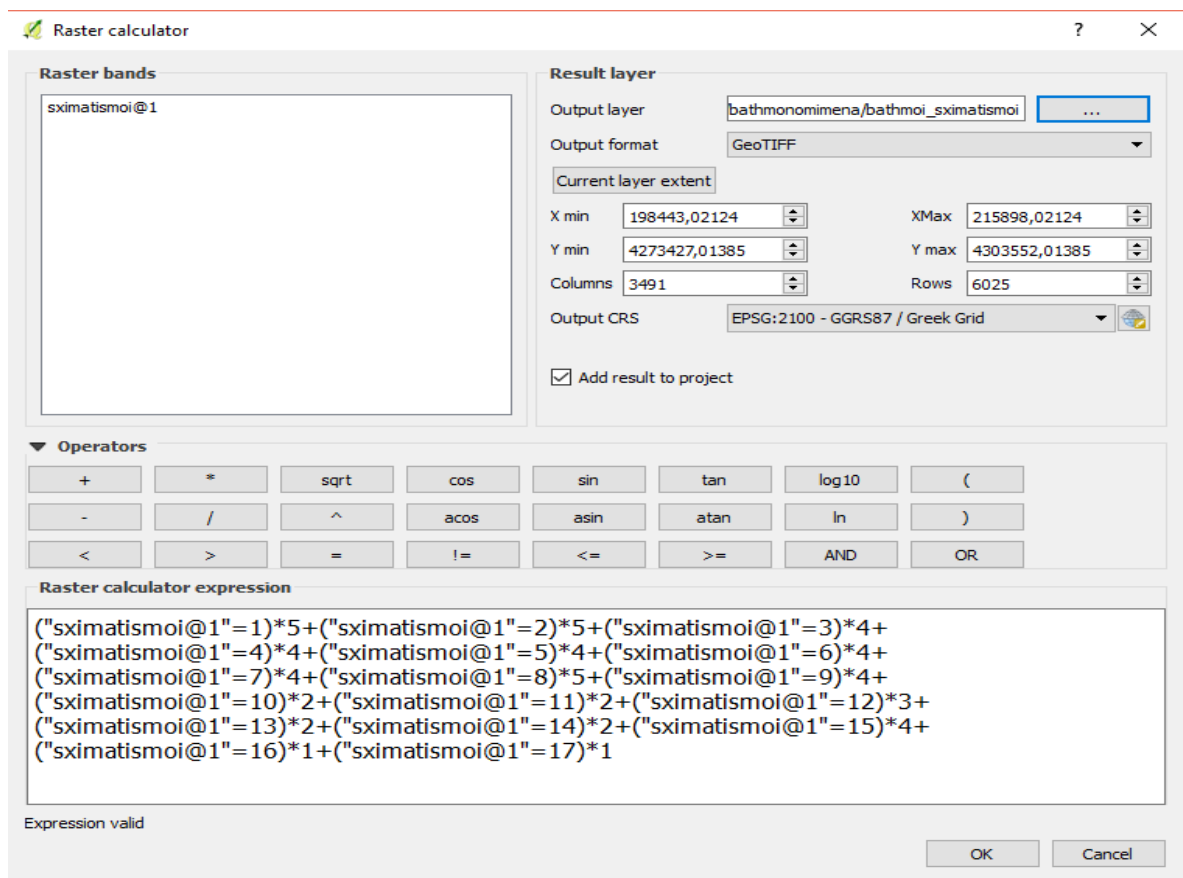 Raster calculator
?
Raster bands
sximatismoi@1
Result layer
Output layer bathmonomimena/bathmoi_sximatismoi ...
Output format GeoTIFF
Current layer extent
X min 198443,02124 XMax 215898,02124
Y min 4273427,01385 Y max 4303552,01385
Columns 3491 Rows 6025
Output CRS EPSG:2100 - GGRS87 / Greek Grid
Add result to project
Operators
+ * sqrt cos sin tan log10 (
- / ^ acos asin atan ln )
< > = != <= >= AND OR
Raster calculator expression
("sximatismoi@1"=1)*5+("sximatismoi@1"=2)*5+("sximatismoi@1"=3)*4+
("sximatismoi@1"=4)*4+("sximatismoi@1"=5)*4+("sximatismoi@1"=6)*4+
("sximatismoi@1"=7)*4+("sximatismoi@1"=8)*5+("sximatismoi@1"=9)*4+
("sximatismoi@1"=10)*2+("sximatismoi@1"=11)*2+("sximatismoi@1"=12)*3+
("sximatismoi@1"=13)*2+("sximatismoi@1"=14)*2+("sximatismoi@1"=15)*4+
("sximatismoi@1"=16)*1+("sximatismoi@1"=17)*1
Expression valid
OK Cancel